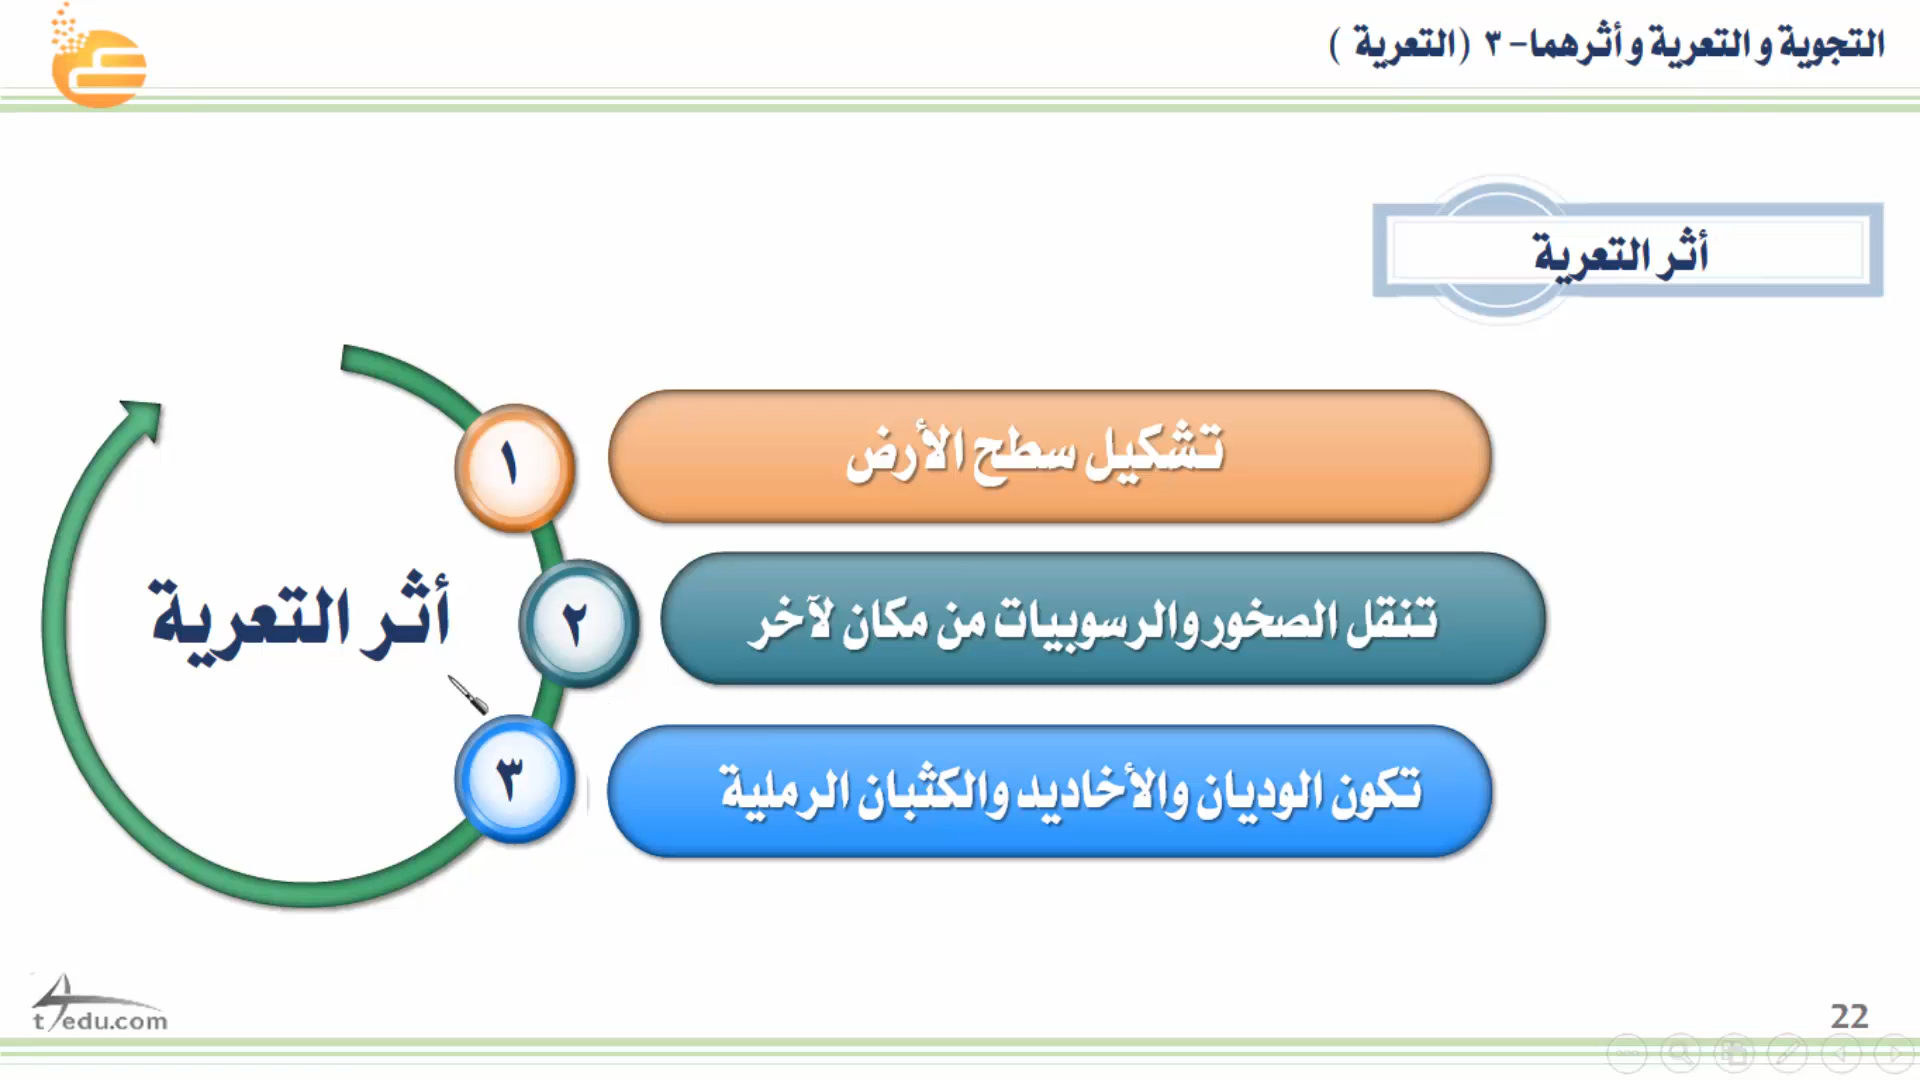 التجوية و التعرية و أثرهما- ٣ (التعرية )
أثر التعرية
١
تشكيل سطح الأرض
٢
تنقل الصخور والرسوبيات من مكان لآخر
أثر التعرية
٣
تكون الوديان والأخاديد والكثبان الرملية
t4edu.com
22